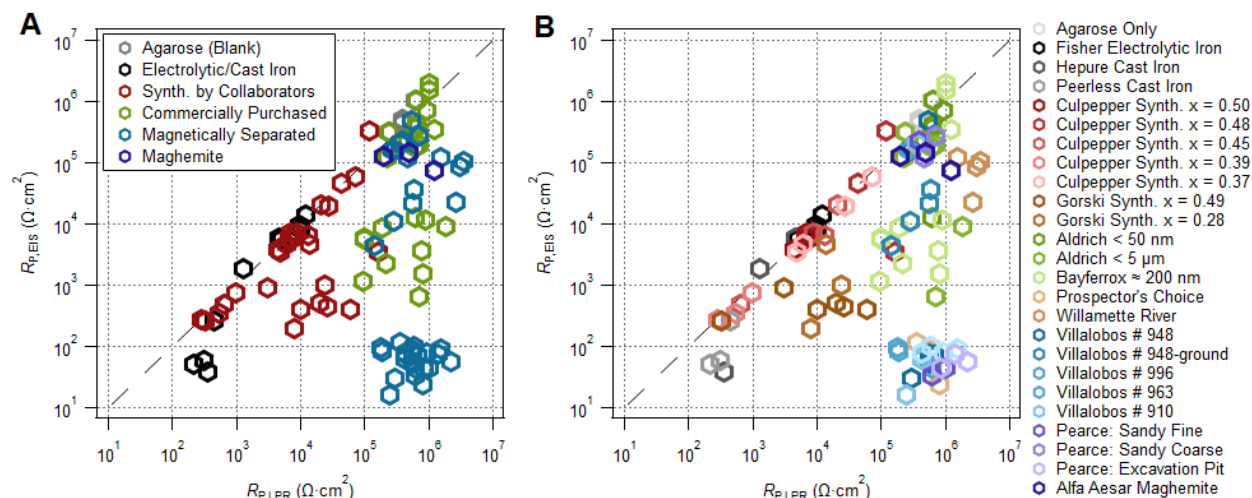 A
10⁷
10⁶
10⁵
10⁴
10³
10²
10¹
R_P,EIS (Ω·cm²)
Agarose (Blank)
Electrolytic/Cast Iron
Synth. by Collaborators
Commercially Purchased
Magnetically Separated
Maghemite
10¹ 10² 10³ 10⁴ 10⁵ 10⁶ 10⁷
R_P,LPR (Ω·cm²)
B
10⁷
10⁶
10⁵
10⁴
10³
10²
10¹
10¹ 10² 10³ 10⁴ 10⁵ 10⁶ 10⁷
R_P,LPR (Ω·cm²)
Agarose Only
Fisher Electrolytic Iron
Hepure Cast Iron
Peerless Cast Iron
Culpepper Synth. x = 0.50
Culpepper Synth. x = 0.48
Culpepper Synth. x = 0.45
Culpepper Synth. x = 0.39
Culpepper Synth. x = 0.37
Gorski Synth. x = 0.49
Gorski Synth. x = 0.28
Aldrich < 50 nm
Aldrich < 5 µm
Bayferrox ≈ 200 nm
Prospector's Choice
Willamette River
Villalobos # 948
Villalobos # 948-ground
Villalobos # 996
Villalobos # 963
Villalobos # 910
Pearce: Sandy Fine
Pearce: Sandy Coarse
Pearce: Excavation Pit
Alfa Aesar Maghemite